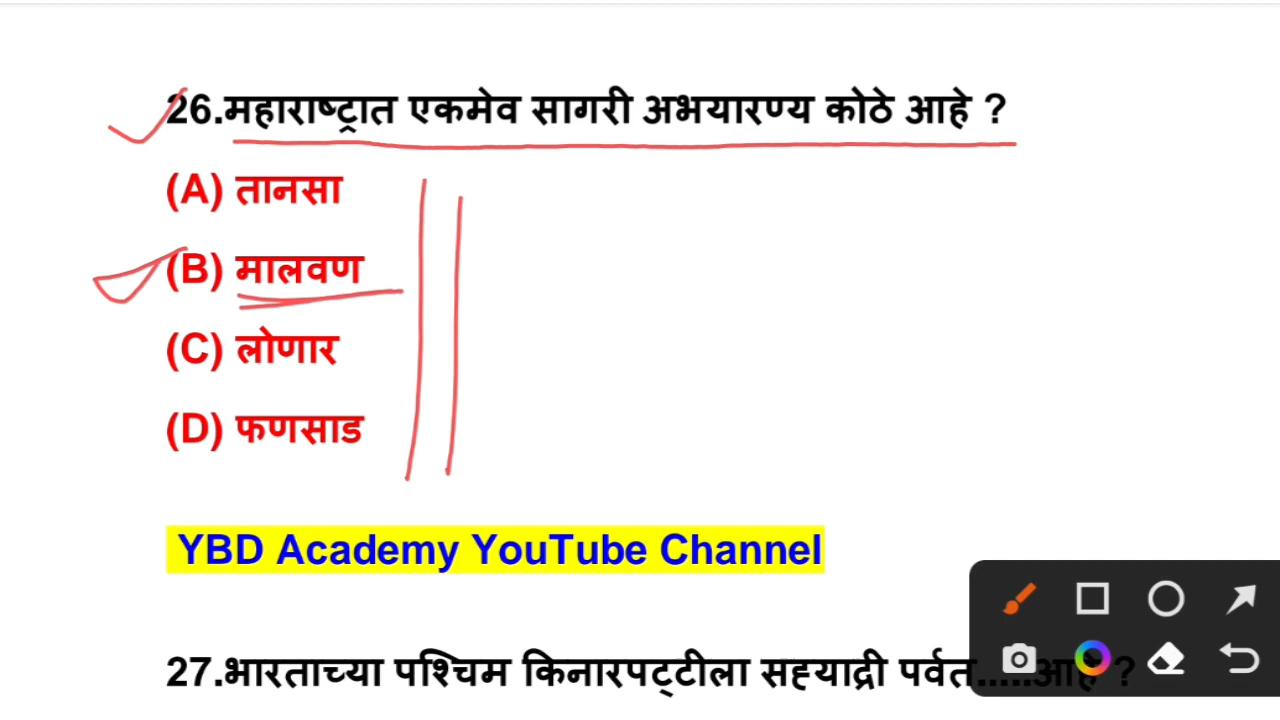 26.महाराष्ट्रात एकमेव सागरी अभयारण्य कोठे आहे ?
(A) तानसा
(B) मालवण
(C) लोणार
(D) फणसाड
YBD Academy YouTube Channel
27.भारताच्या पश्चिम किनारपट्टीला सह्याद्री पर्वत.....आहे ?